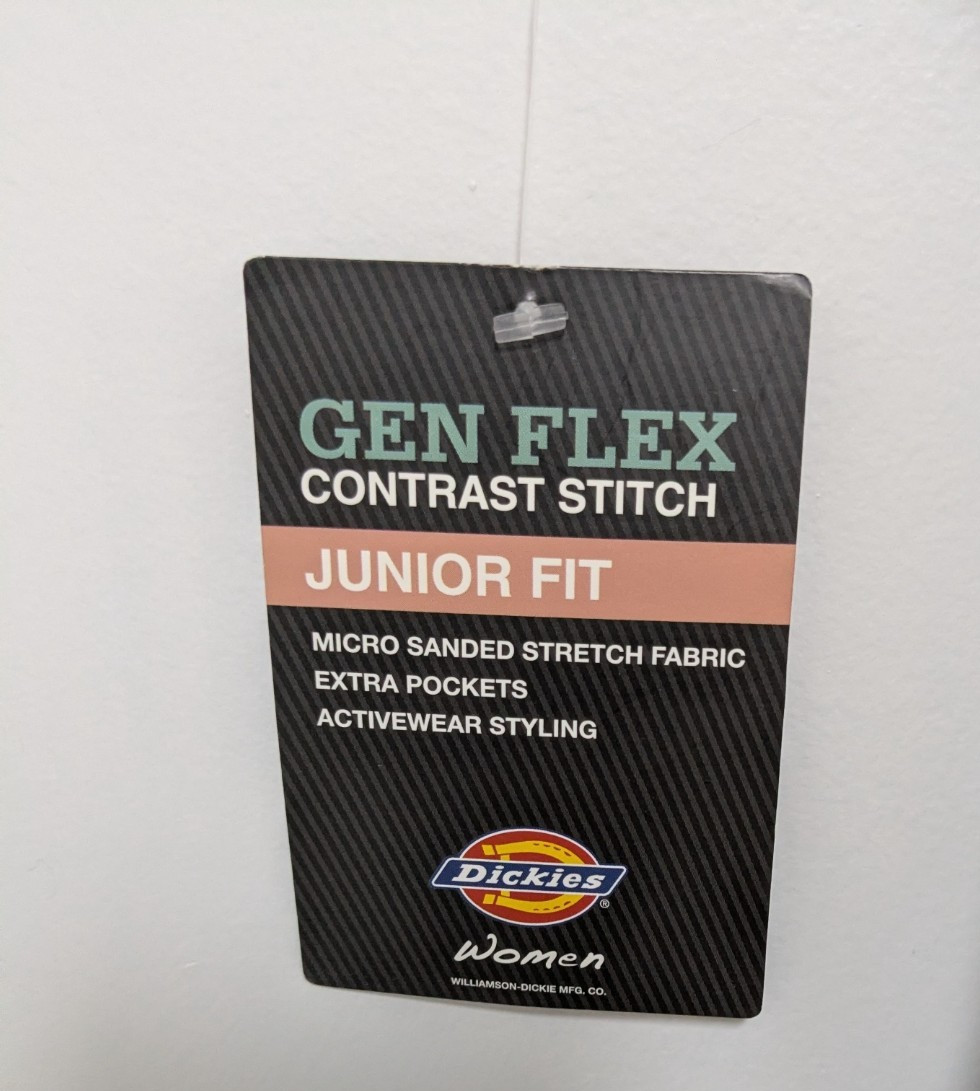 GEN FLEX
CONTRAST STITCH
JUNIOR FIT
MICRO SANDED STRETCH FABRIC
EXTRA POCKETS
ACTIVEWEAR STYLING
Dickies®
Women
WILLIAMSON-DICKIE MFG. CO.